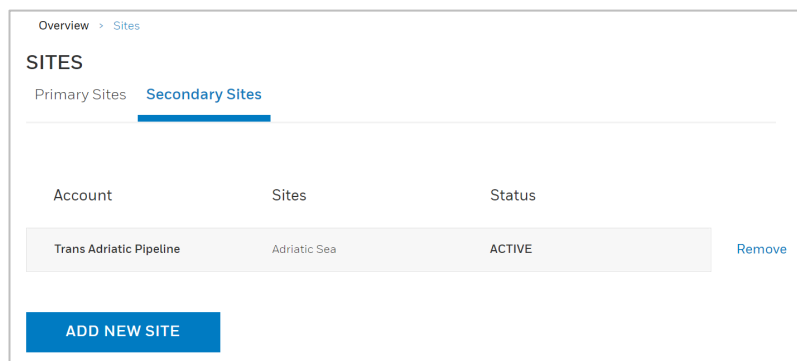 Overview > Sites
SITES
Primary Sites Secondary Sites
Account Sites Status
Trans Adriatic Pipeline Adriatic Sea ACTIVE Remove
ADD NEW SITE